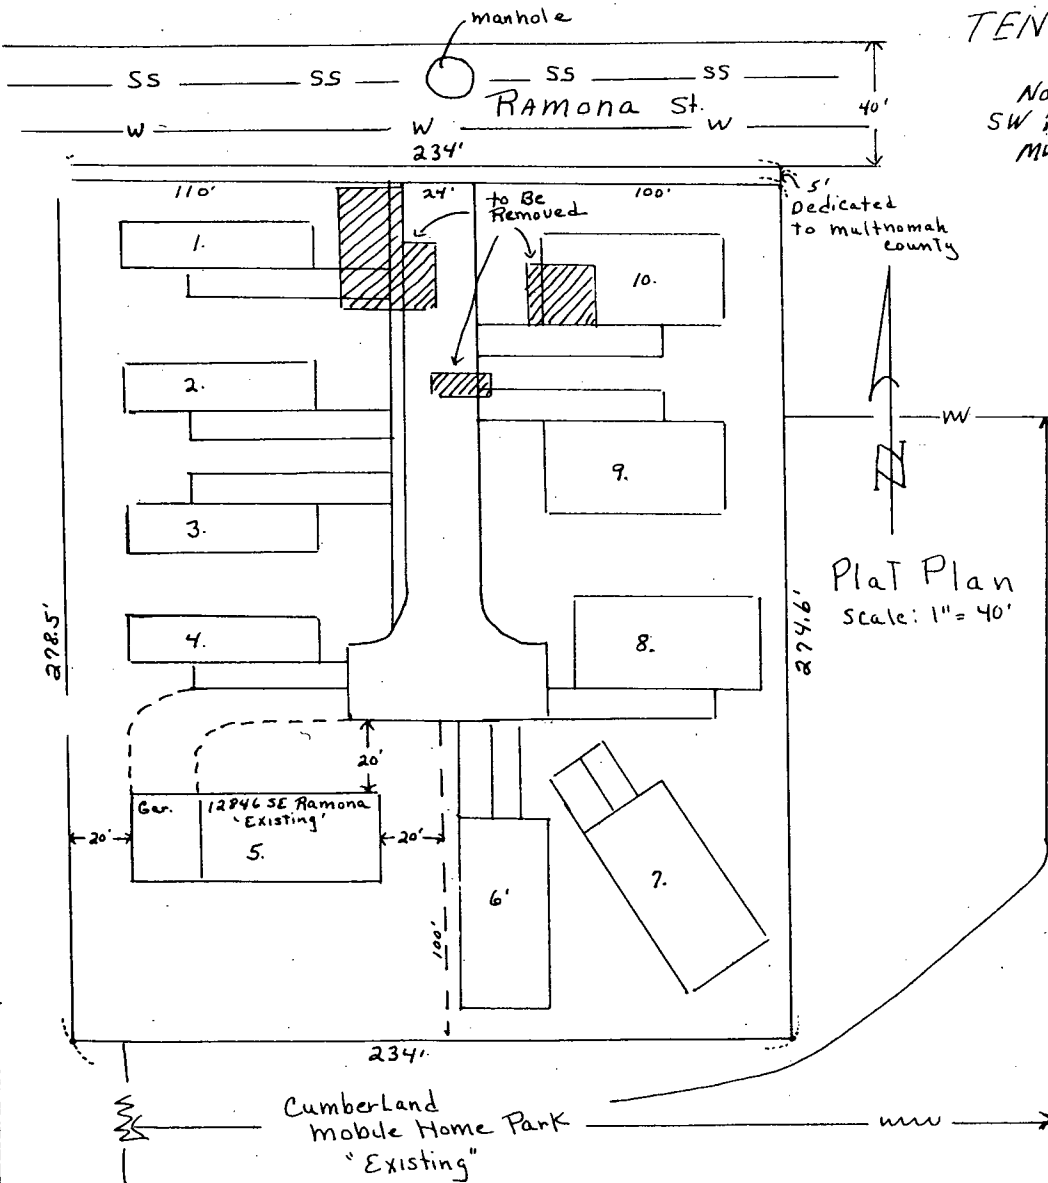 manhole
TEN
SS SS SS SS
RAMONA St.
40'
No
SW
MU
W W W
234'
110' 24' 100'
5'
Dedicated
to multnomah
county
to Be
Removed
1.
10.
2.
W
9.
3.
Plat Plan
Scale: 1" = 40'
4.
8.
278.5'
274.6'
20'
Gar. 12846 SE Ramona
"Existing"
20' 20'
5.
6'
7.
100'
N
234'
Cumberland
Mobile Home Park
"Existing"